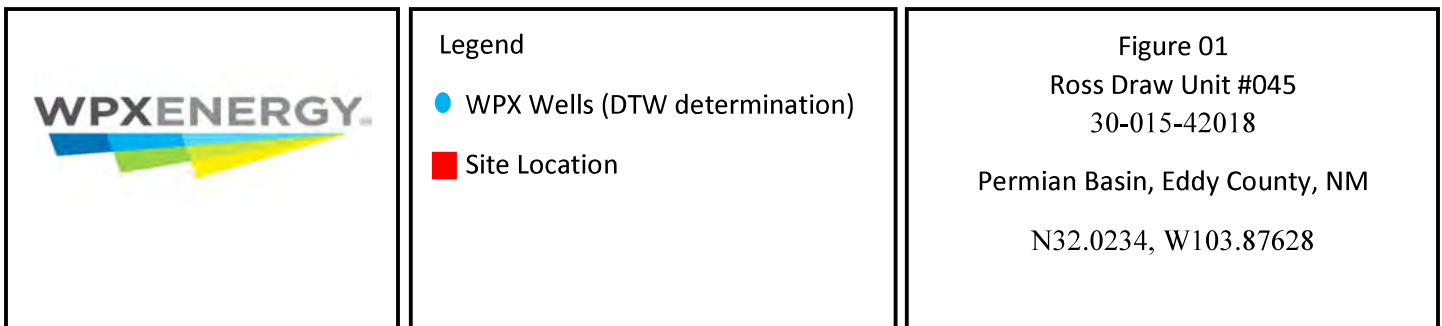 WPXENERGY
Legend
WPX Wells (DTW determination)
Site Location
Figure 01
Ross Draw Unit #045
30-015-42018
Permian Basin, Eddy County, NM
N32.0234, W103.87628